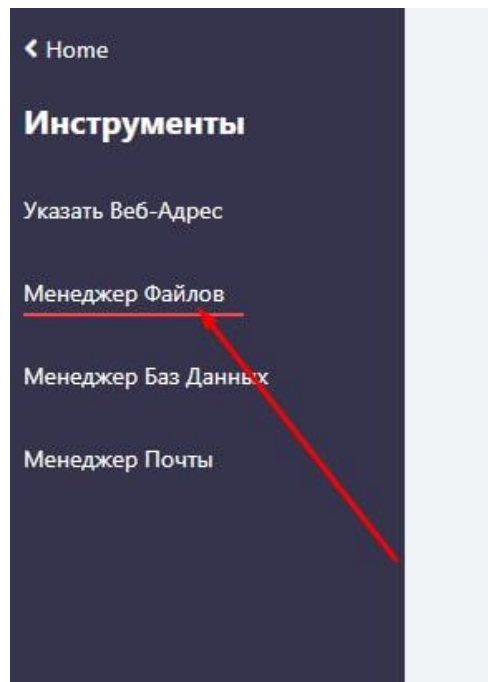 Home
Инструменты
Указать Веб-Адрес
Менеджер Файлов
Менеджер Баз Данных
Менеджер Почты